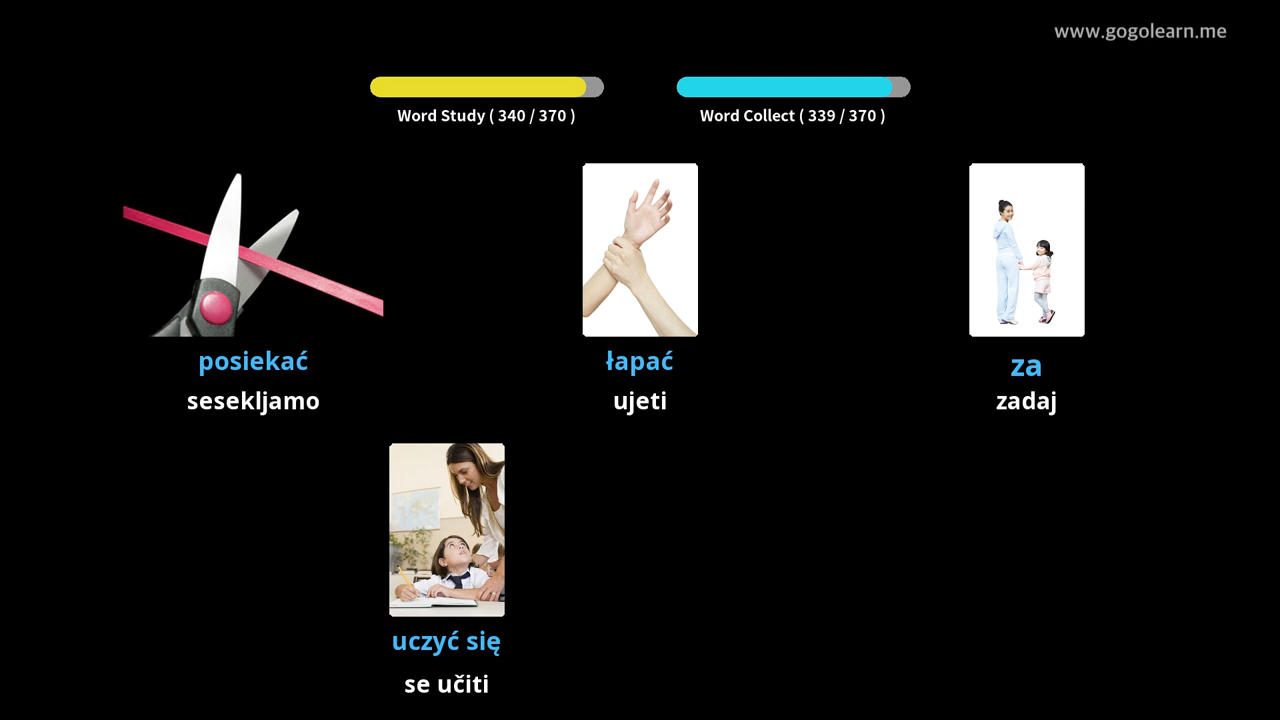 www.gogolearn.me
Word Study ( 340 / 370 )
Word Collect ( 339 / 370 )
posiekać
sesekljamo
łapać
ujeti
za
zadaj
uczyć się
se učiti